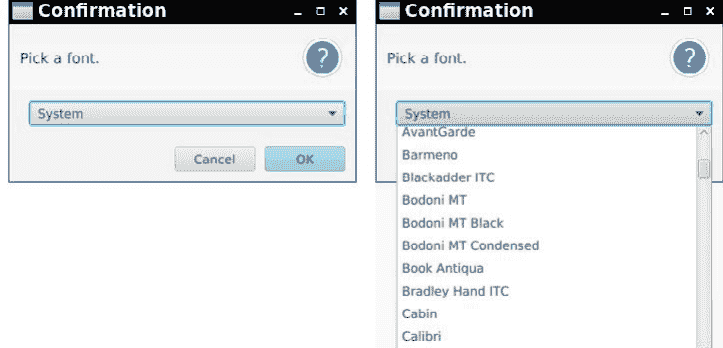 Confirmation
Pick a font.
?
System
Cancel
OK
Confirmation
Pick a font.
?
System
AvantGarde
Barmeno
Blackadder ITC
Bodoni MT
Bodoni MT Black
Bodoni MT Condensed
Book Antiqua
Bradley Hand ITC
Cabin
Calibri